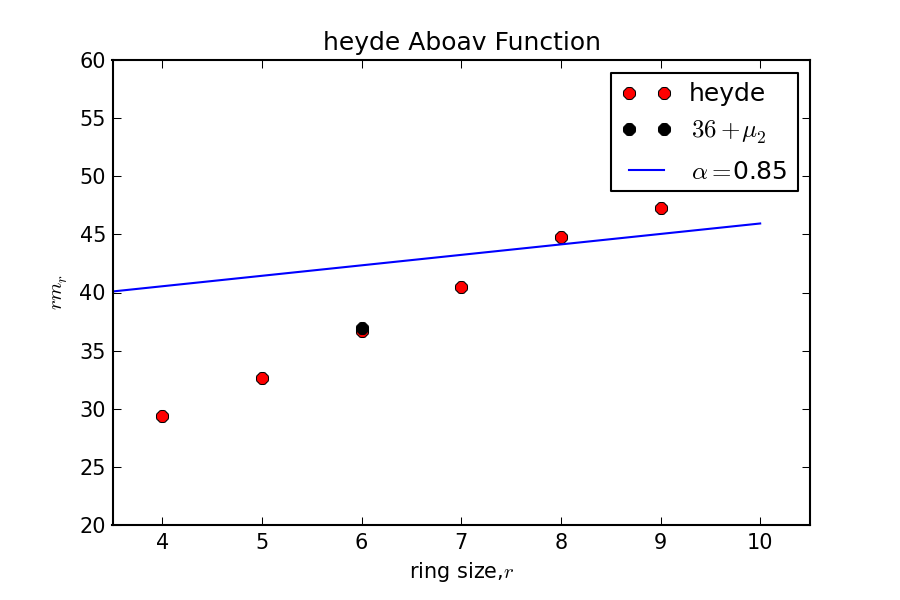 heyde Aboav Function
60
55
50
45
40
35
30
25
20
rm_r
heyde
36 + μ_2
α = 0.85
4 5 6 7 8 9 10
ring size, r